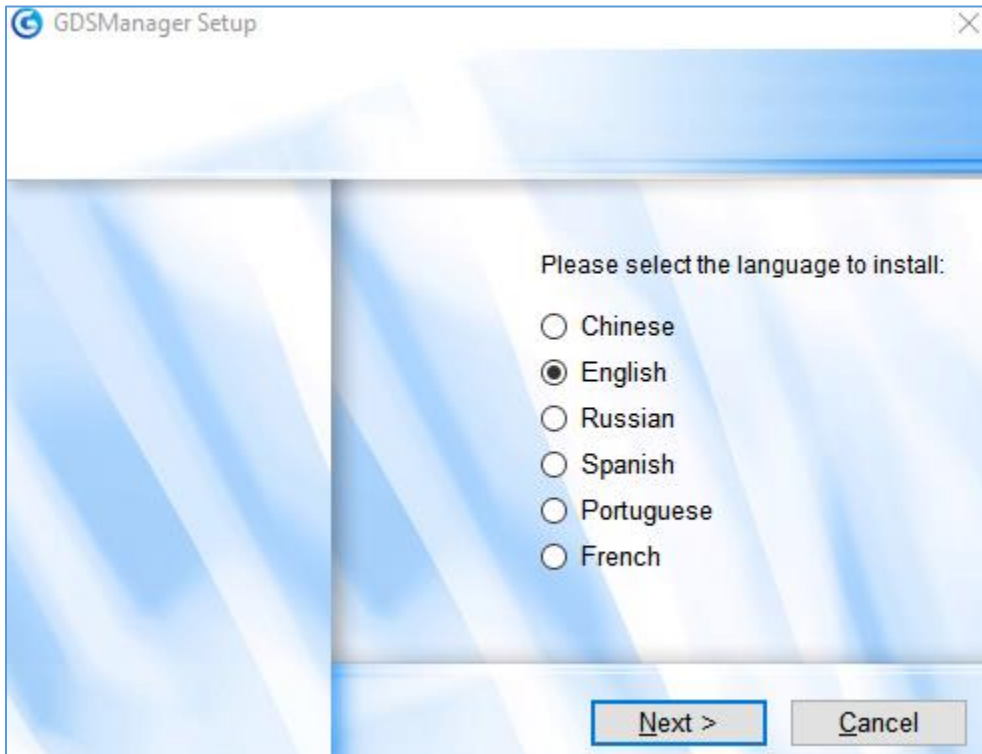 GDSManager Setup
Please select the language to install:
Chinese
English
Russian
Spanish
Portuguese
French
Next >
Cancel